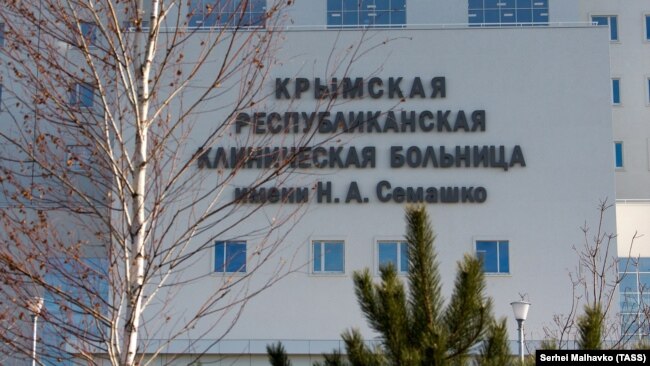 КРЫМСКАЯ
РЕСПУБЛИКАНСКАЯ
КЛИНИЧЕСКАЯ БОЛЬНИЦА
имени Н. А. Семашко
Serhei Malhavko (TASS)